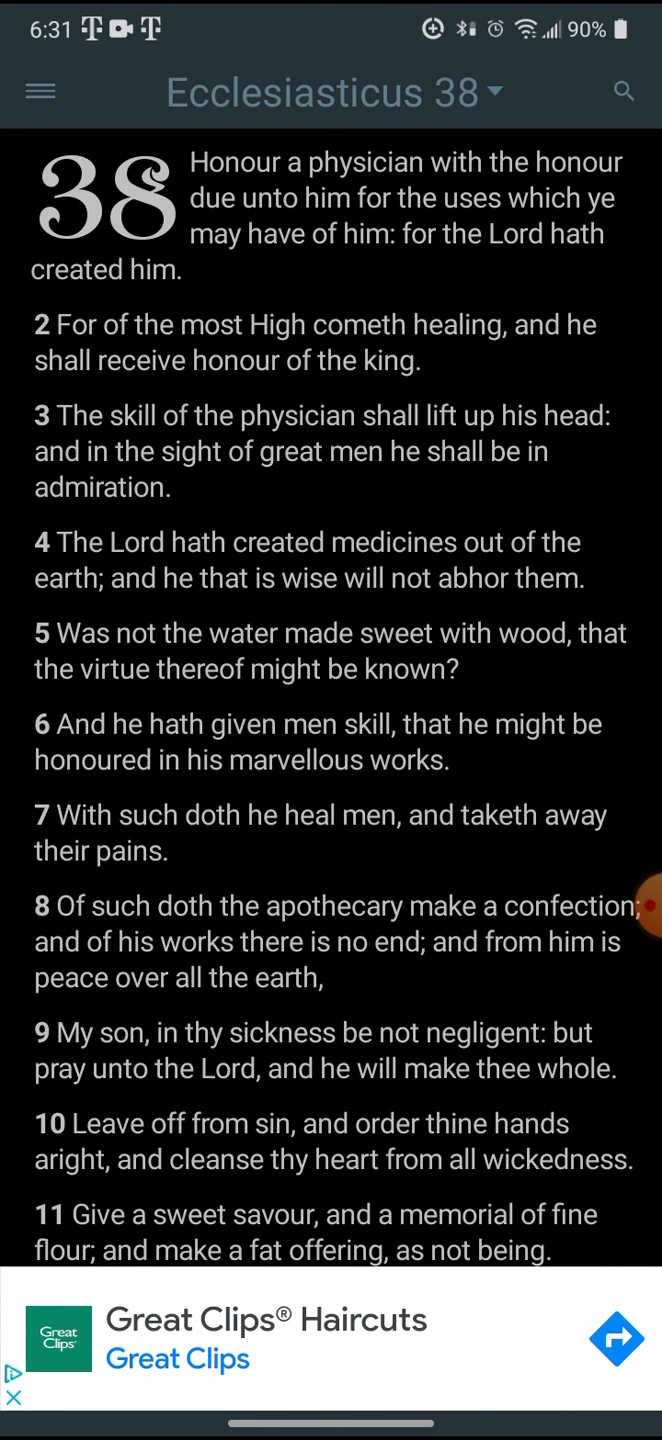 6:31 90%
Ecclesiasticus 38
38 Honour a physician with the honour
due unto him for the uses which ye
may have of him: for the Lord hath
created him.
2 For of the most High cometh healing, and he
shall receive honour of the king.
3 The skill of the physician shall lift up his head:
and in the sight of great men he shall be in
admiration.
4 The Lord hath created medicines out of the
earth; and he that is wise will not abhor them.
5 Was not the water made sweet with wood, that
the virtue thereof might be known?
6 And he hath given men skill, that he might be
honoured in his marvellous works.
7 With such doth he heal men, and taketh away
their pains.
8 Of such doth the apothecary make a confection;
and of his works there is no end; and from him is
peace over all the earth,
9 My son, in thy sickness be not negligent: but
pray unto the Lord, and he will make thee whole.
10 Leave off from sin, and order thine hands
aright, and cleanse thy heart from all wickedness.
11 Give a sweet savour, and a memorial of fine
flour; and make a fat offering, as not being.
Great Clips
Great Clips® Haircuts
Great Clips